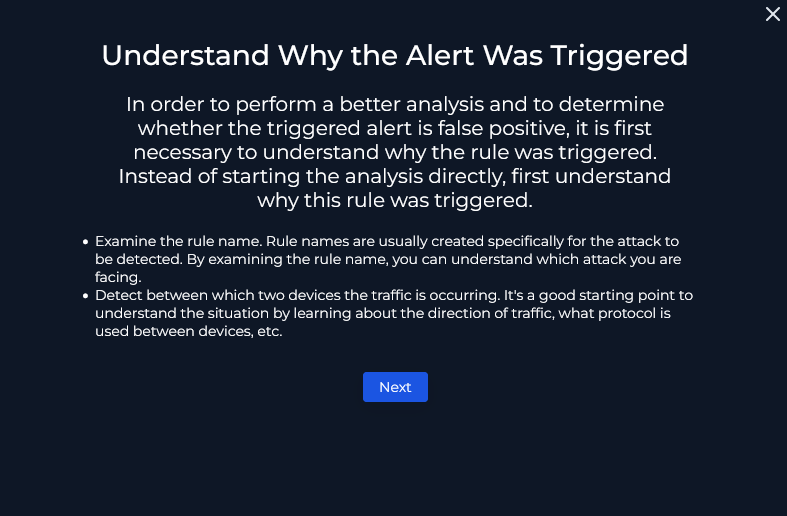 Understand Why the Alert Was Triggered
In order to perform a better analysis and to determine
whether the triggered alert is false positive, it is first
necessary to understand why the rule was triggered.
Instead of starting the analysis directly, first understand
why this rule was triggered.
• Examine the rule name. Rule names are usually created specifically for the attack to
be detected. By examining the rule name, you can understand which attack you are
facing.
• Detect between which two devices the traffic is occurring. It's a good starting point to
understand the situation by learning about the direction of traffic, what protocol is
used between devices, etc.
Next